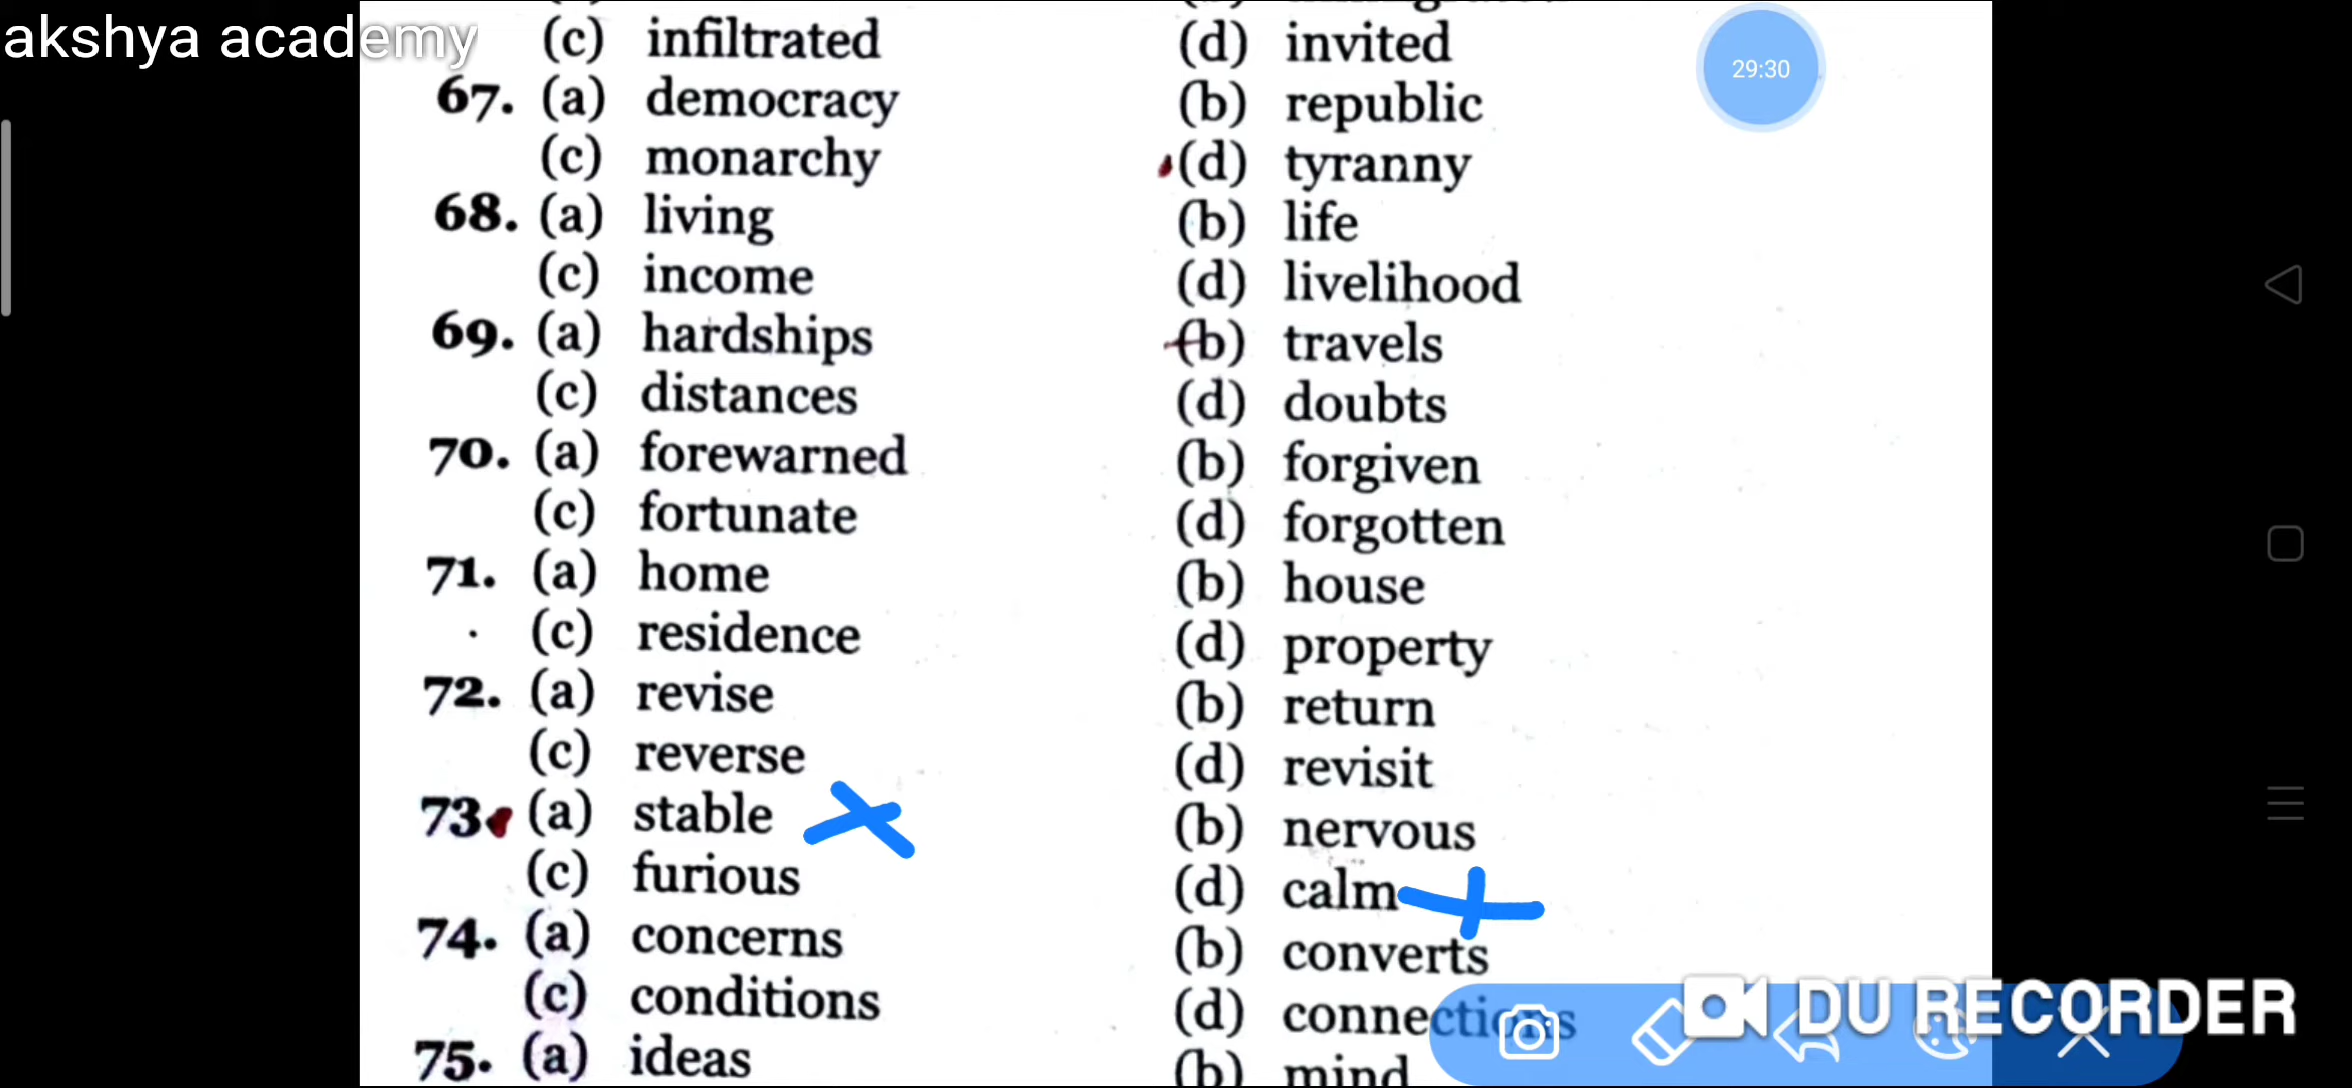 akshya academy
(c) infiltrated (d) invited
29:30
67. (a) democracy (b) republic
(c) monarchy (d) tyranny
68. (a) living (b) life
(c) income (d) livelihood
69. (a) hardships (b) travels
(c) distances (d) doubts
70. (a) forewarned (b) forgiven
(c) fortunate (d) forgotten
71. (a) home (b) house
(c) residence (d) property
72. (a) revise (b) return
(c) reverse (d) revisit
73. (a) stable (b) nervous
(c) furious (d) calm
74. (a) concerns (b) converts
(c) conditions (d) connections
DU RECORDER
75. (a) ideas (b) mind